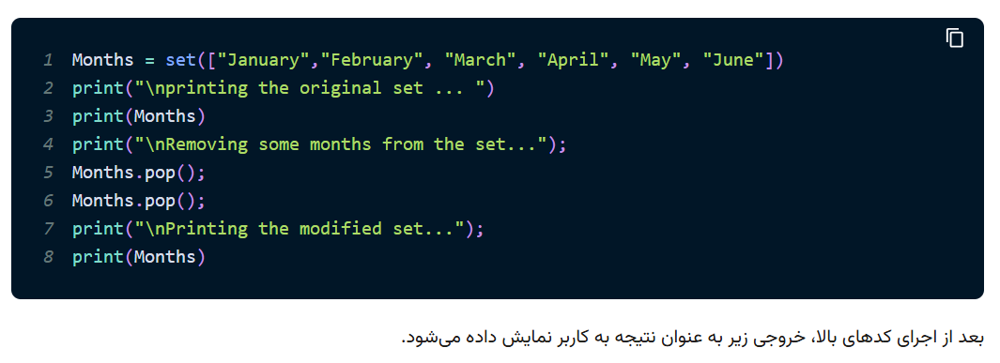 1 Months = set(["January","February", "March", "April", "May", "June"])
2 print("\nprinting the original set ... ")
3 print(Months)
4 print("\nRemoving some months from the set...");
5 Months.pop();
6 Months.pop();
7 print("\nPrinting the modified set...");
8 print(Months)
بعد از اجرای کدهای بالا، خروجی زیر به عنوان نتیجه به کاربر نمایش داده می‌شود.